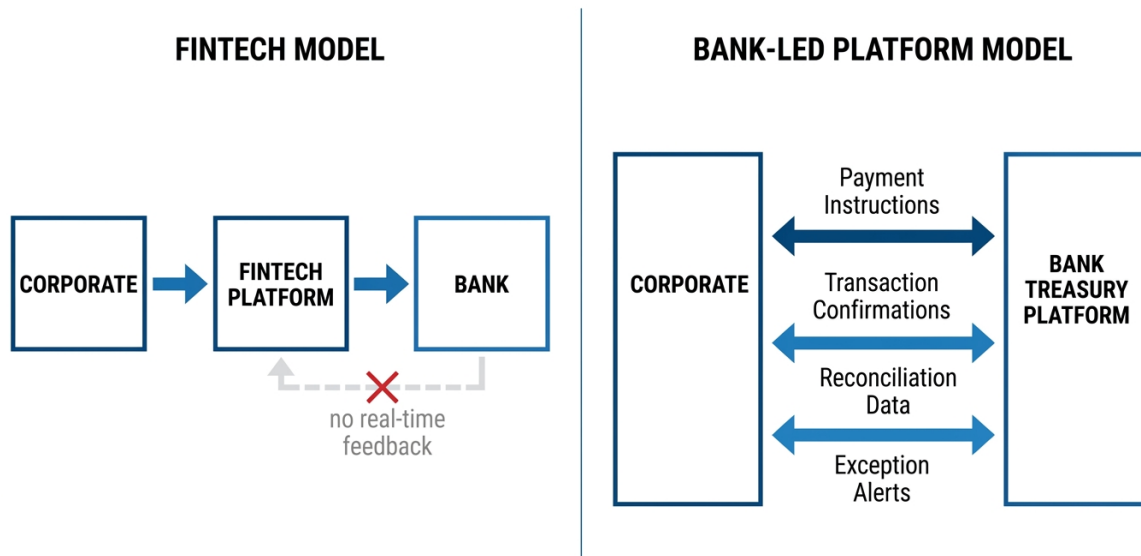 FINTECH MODEL
CORPORATE
FINTECH
PLATFORM
BANK
no real-time
feedback
BANK-LED PLATFORM MODEL
CORPORATE
Payment
Instructions
Transaction
Confirmations
Reconciliation
Data
Exception
Alerts
BANK
TREASURY
PLATFORM